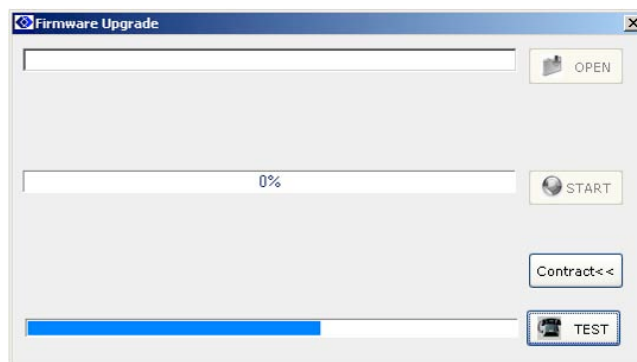 Firmware Upgrade
OPEN
0%
START
Contract<<
TEST